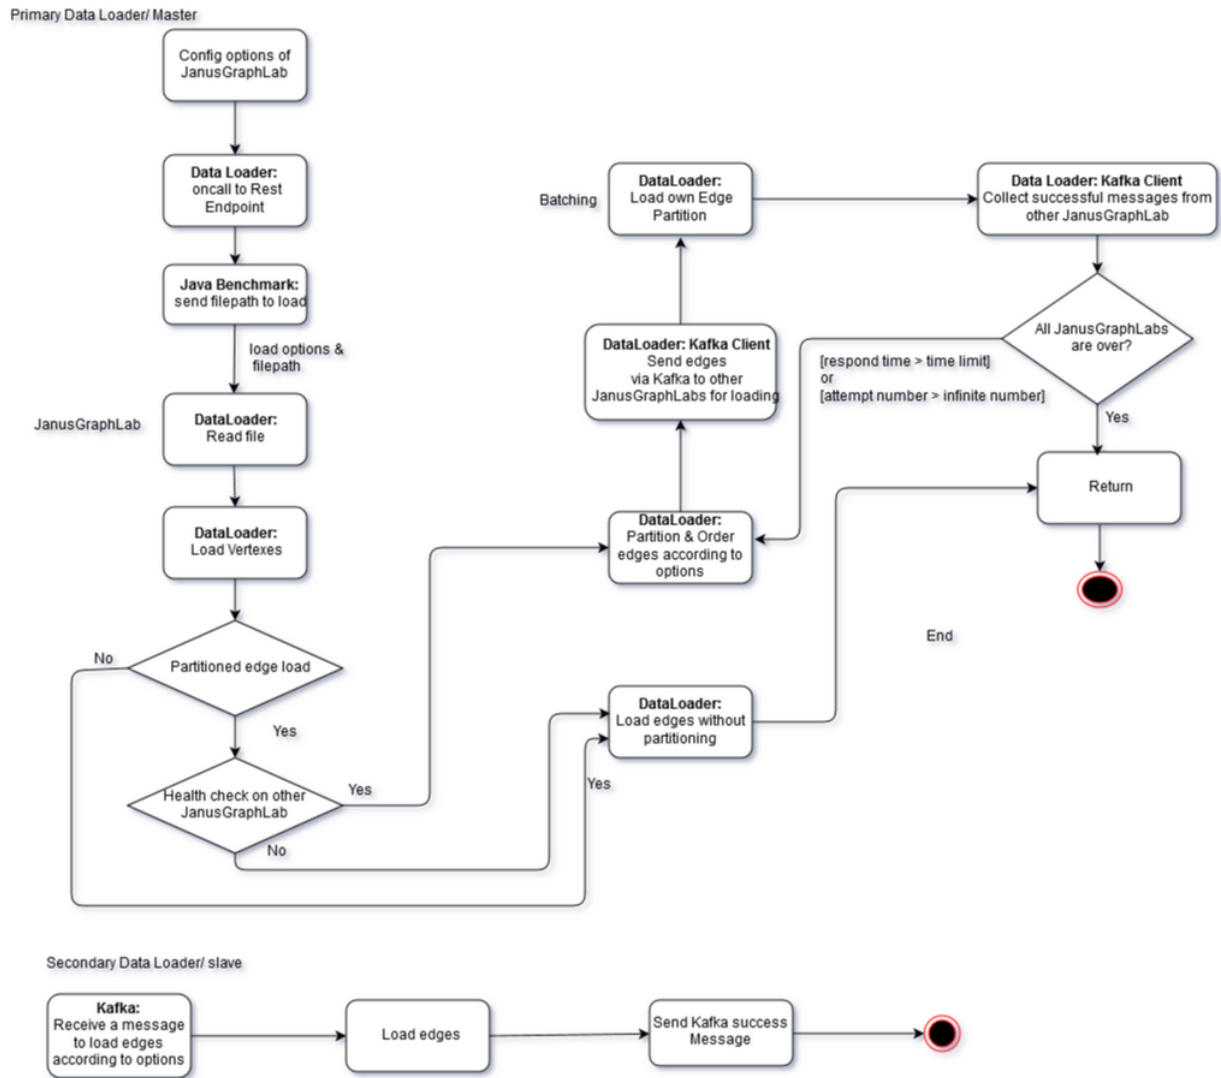 Primary Data Loader/ Master
Config options of
JanusGraphLab
Data Loader:
oncall to Rest
Endpoint
Java Benchmark:
send filepath to load
load options &
filepath
JanusGraphLab
DataLoader:
Read file
DataLoader:
Load Vertexes
Partitioned edge load
No
Yes
Health check on other
JanusGraphLab
Yes
No
Batching
DataLoader:
Load own Edge
Partition
DataLoader: Kafka Client
Send edges
via Kafka to other
JanusGraphLabs for loading
DataLoader:
Partition & Order
edges according to
options
DataLoader:
Load edges without
partitioning
Yes
Data Loader: Kafka Client
Collect successful messages from
other JanusGraphLab
All JanusGraphLabs
are over?
[respond time > time limit]
or
[attempt number > infinite number]
Yes
Return
End
Secondary Data Loader/ slave
Kafka:
Receive a message
to load edges
according to options
Load edges
Send Kafka success
Message